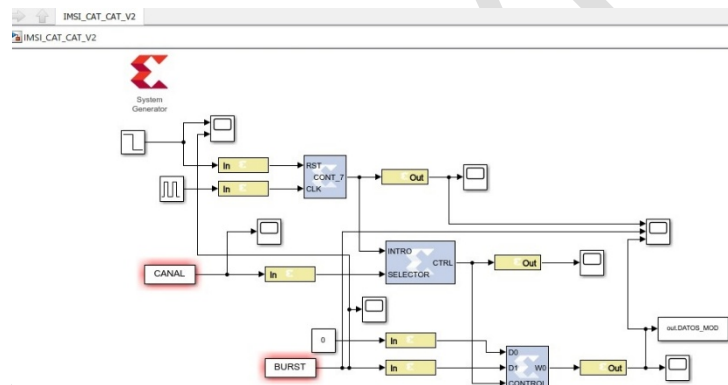 IMSI_CAT_CAT_V2
IMSI_CAT_CAT_V2
System
Generator
In
RST
CONT_7
Out
In
CLK
INTRO
CANAL
In
CTRL
SELECTOR
Out
0
In
D0
out.DATOS_MOD
BURST
In
D1
W0
Out
CONTROL